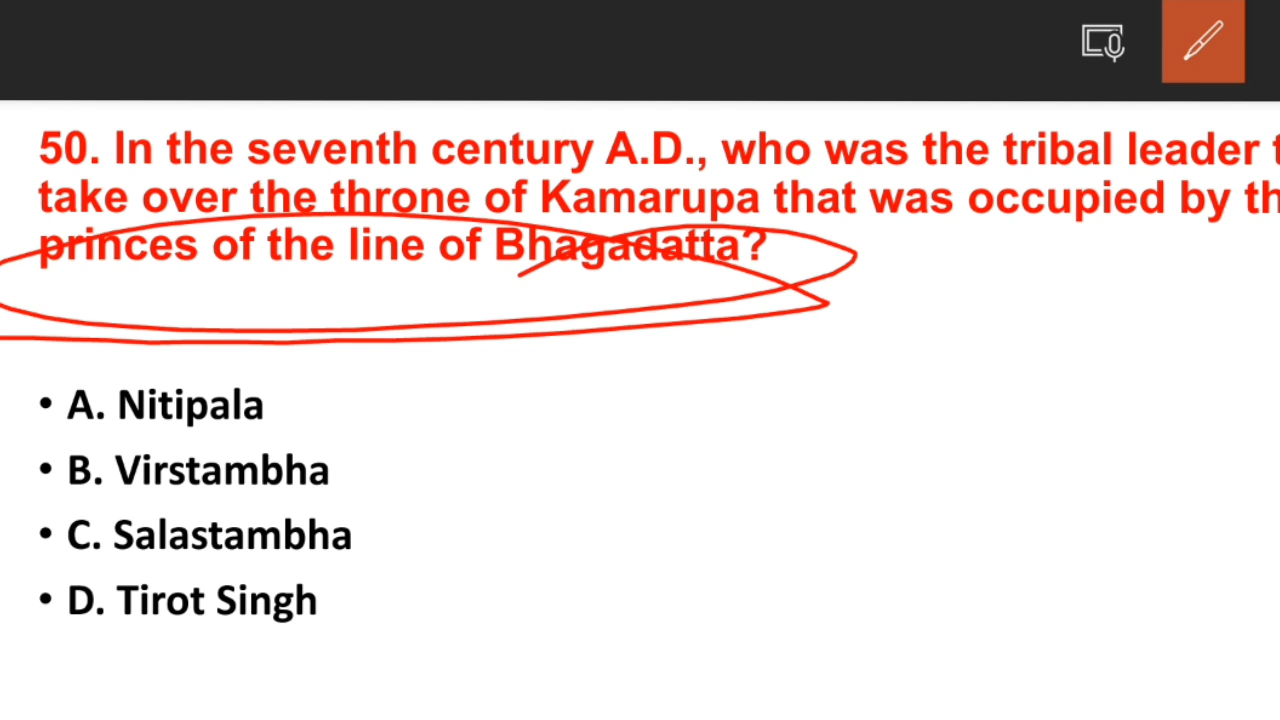 50. In the seventh century A.D., who was the tribal leader
take over the throne of Kamarupa that was occupied by
princes of the line of Bhagadatta?
• A. Nitipala
• B. Virstambha
• C. Salastambha
• D. Tirot Singh